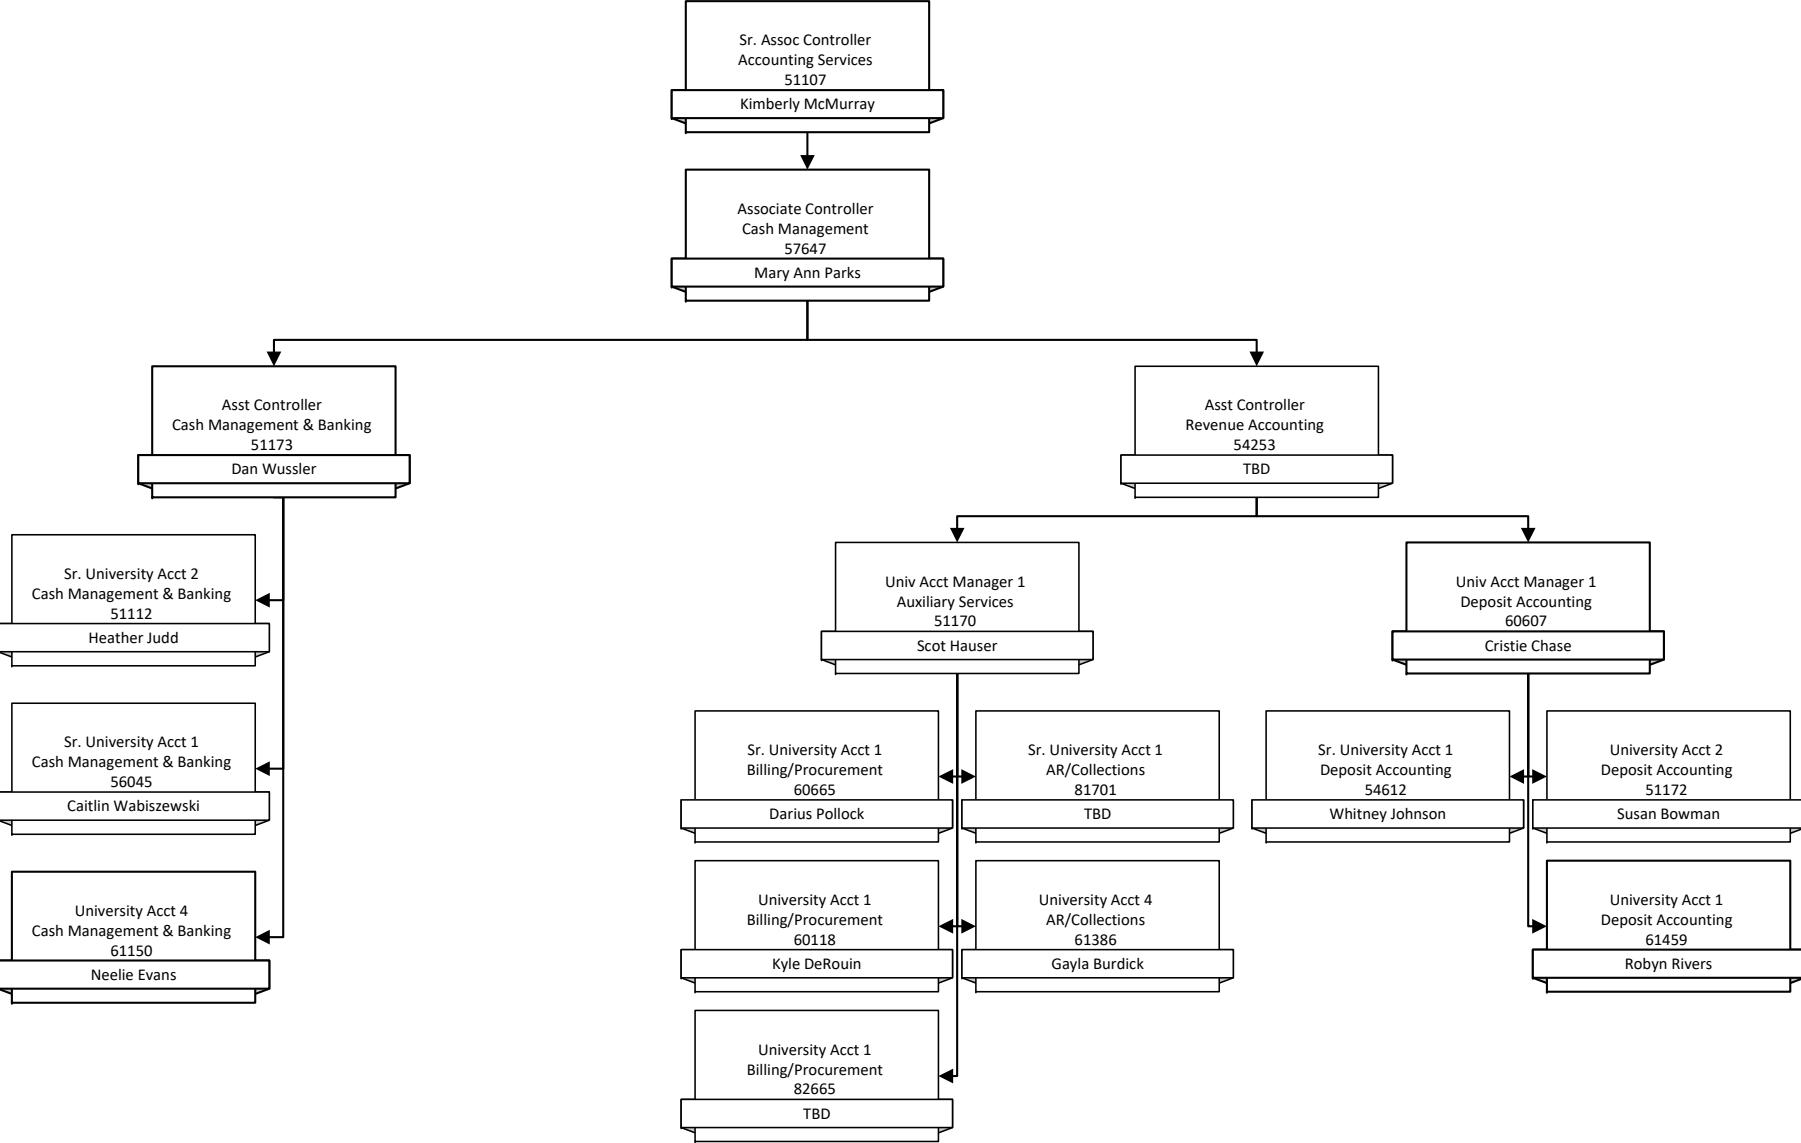 Sr. Assoc Controller
Accounting Services
51107
Kimberly McMurray
Associate Controller
Cash Management
57647
Mary Ann Parks
Asst Controller
Cash Management & Banking
51173
Dan Wussler
Asst Controller
Revenue Accounting
54253
TBD
Sr. University Acct 2
Cash Management & Banking
51112
Heather Judd
Sr. University Acct 1
Cash Management & Banking
56045
Caitlin Wabiszewski
University Acct 4
Cash Management & Banking
61150
Neelie Evans
Univ Acct Manager 1
Auxiliary Services
51170
Scot Hauser
Univ Acct Manager 1
Deposit Accounting
60607
Cristie Chase
Sr. University Acct 1
Billing/Procurement
60665
Darius Pollock
Sr. University Acct 1
AR/Collections
81701
TBD
Sr. University Acct 1
Deposit Accounting
54612
Whitney Johnson
University Acct 2
Deposit Accounting
51172
Susan Bowman
University Acct 1
Billing/Procurement
60118
Kyle DeRouin
University Acct 4
AR/Collections
61386
Gayla Burdick
University Acct 1
Deposit Accounting
61459
Robyn Rivers
University Acct 1
Billing/Procurement
82665
TBD